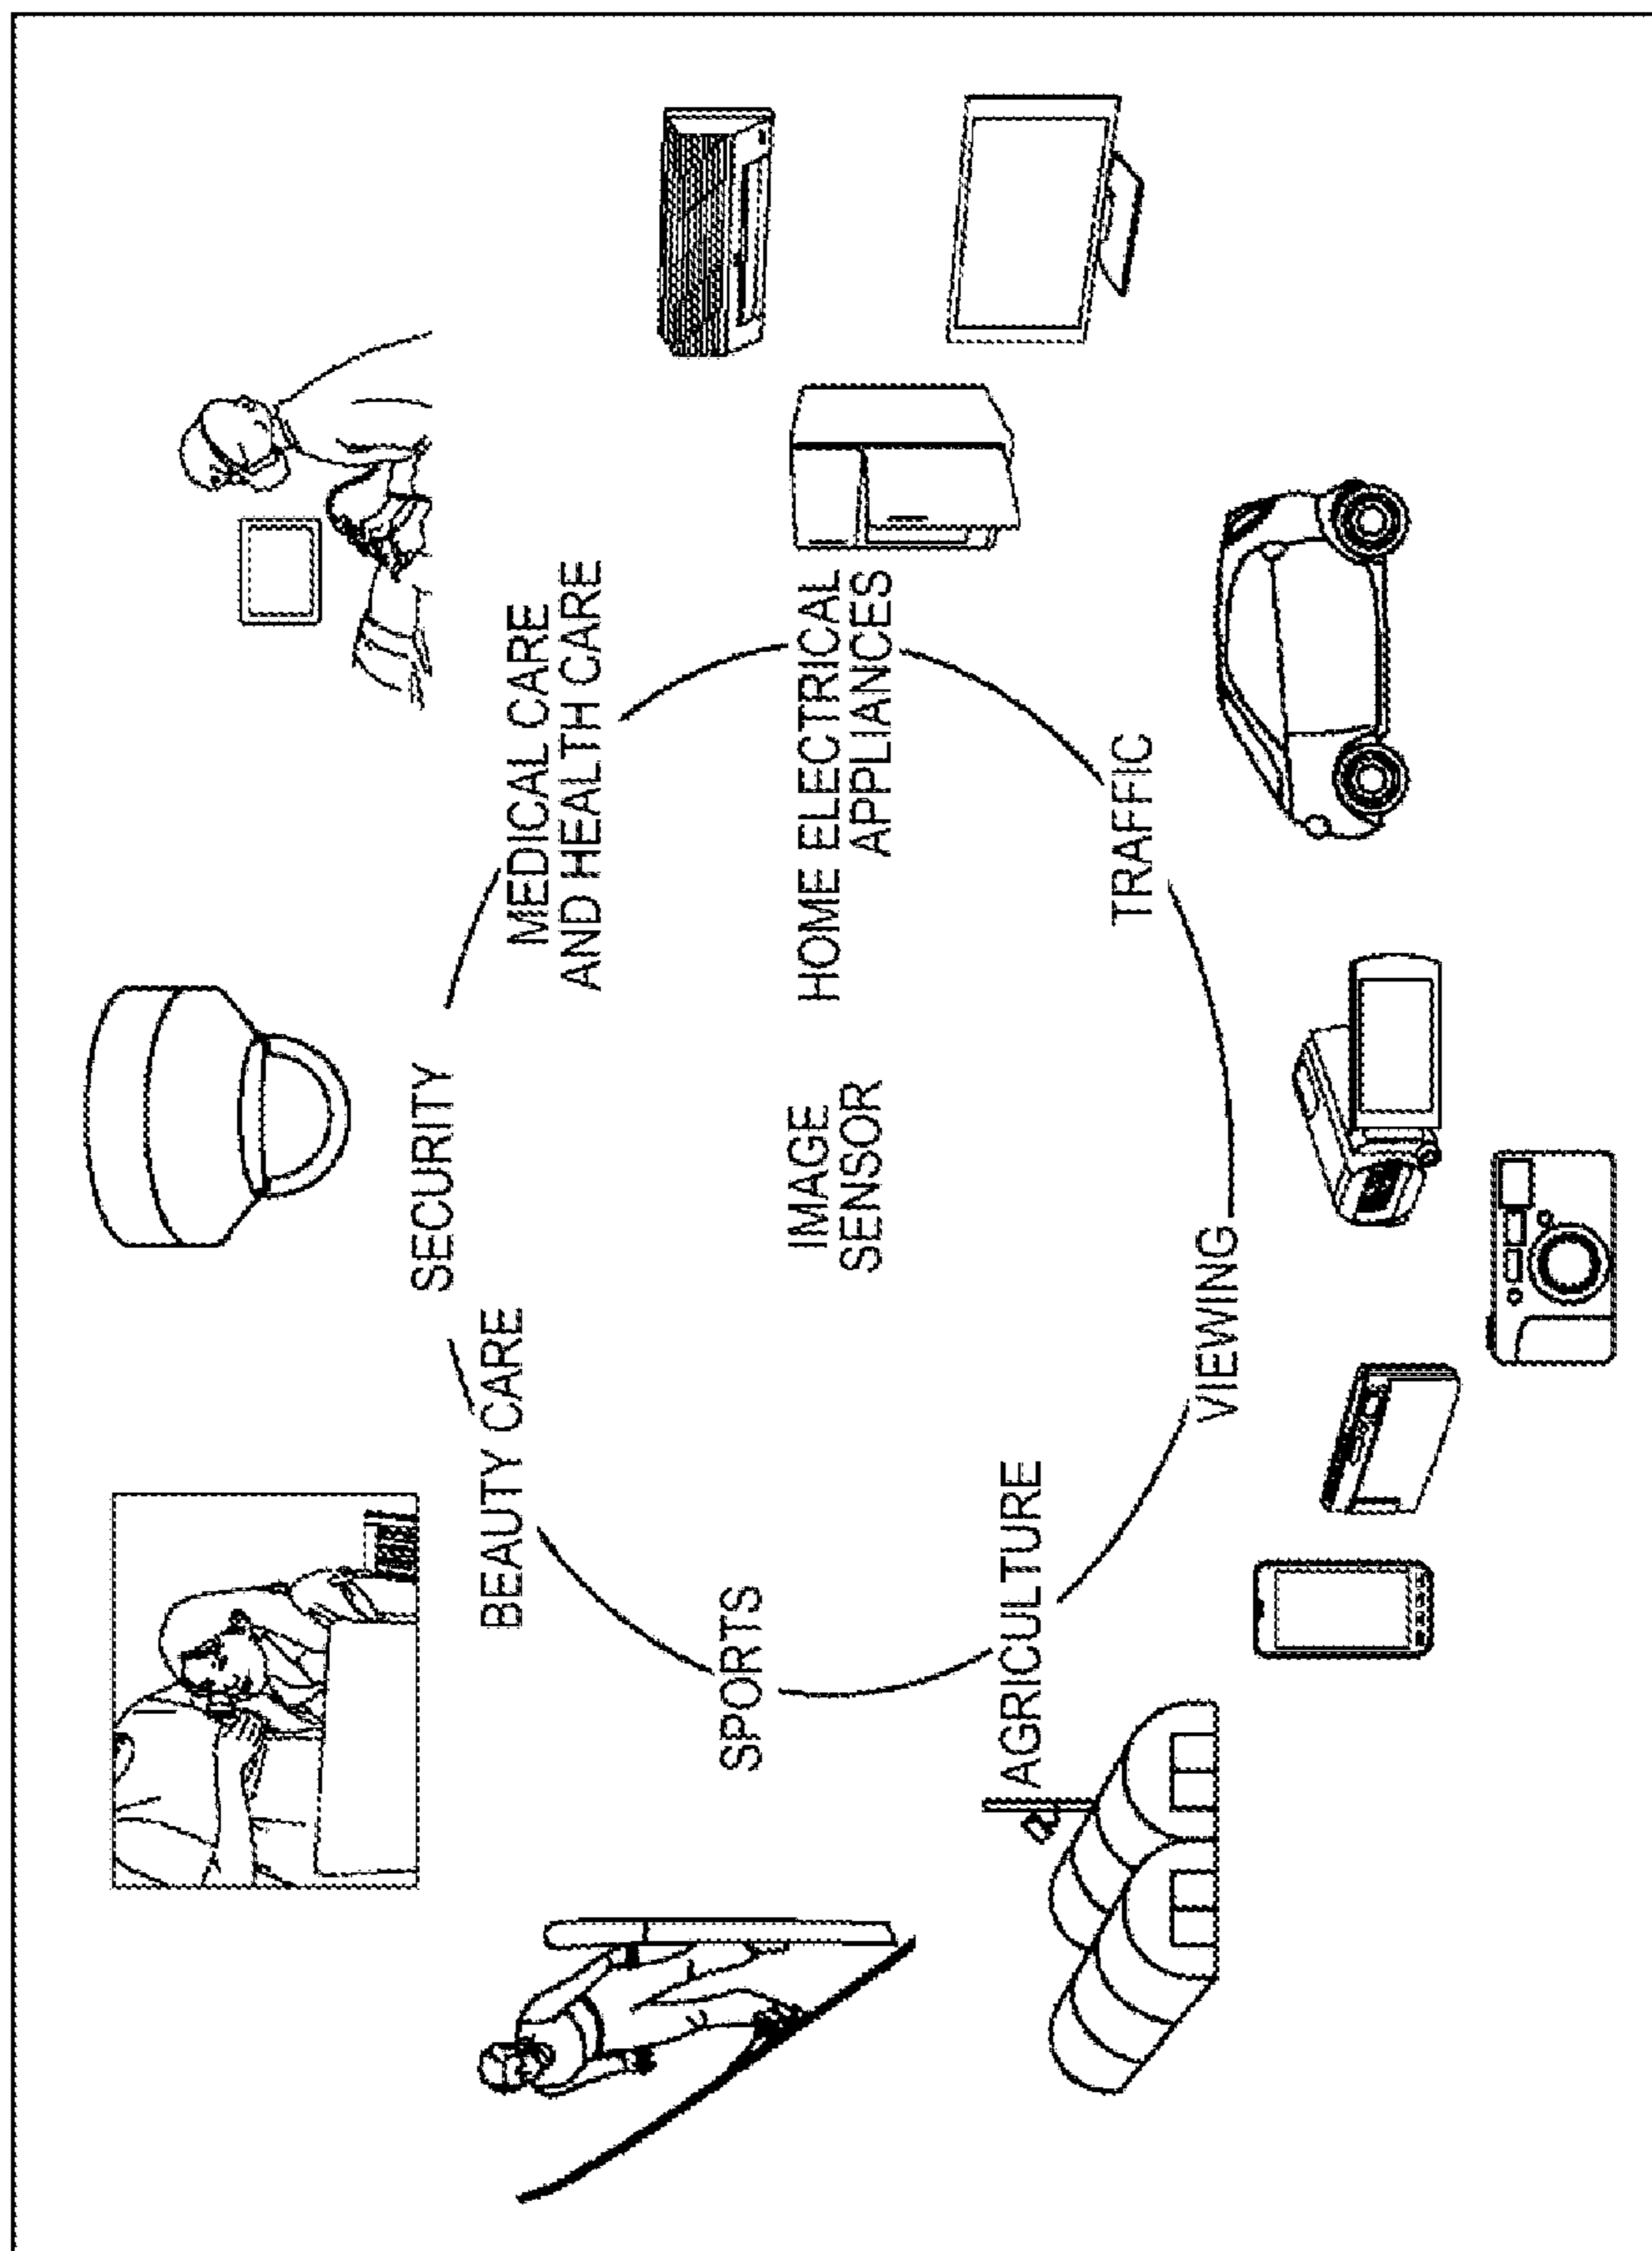 SECURITY
BEAUTY CARE
MEDICAL CARE
AND HEALTH CARE
SPORTS
IMAGE
SENSOR
HOME ELECTRICAL
APPLIANCES
AGRICULTURE
TRAFFIC
VIEWING